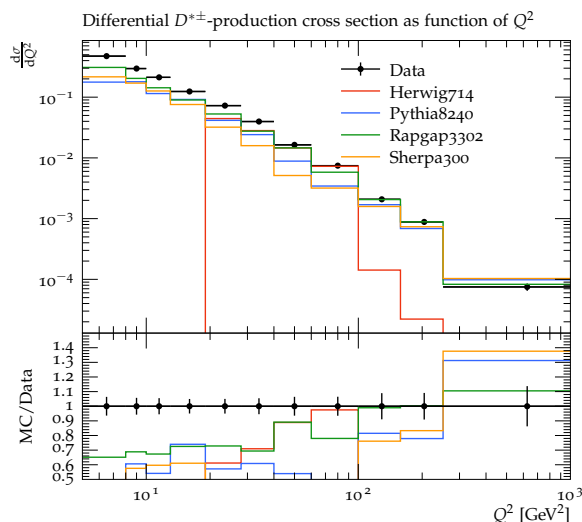 Differential D*±-production cross section as function of Q²
dσ
dQ²
10⁻¹
10⁻²
10⁻³
10⁻⁴
Data
Herwig714
Pythia8240
Rapgap3302
Sherpa300
MC/Data
1.4
1.3
1.2
1.1
1
0.9
0.8
0.7
0.6
0.5
10¹ 10² 10³
Q² [GeV²]